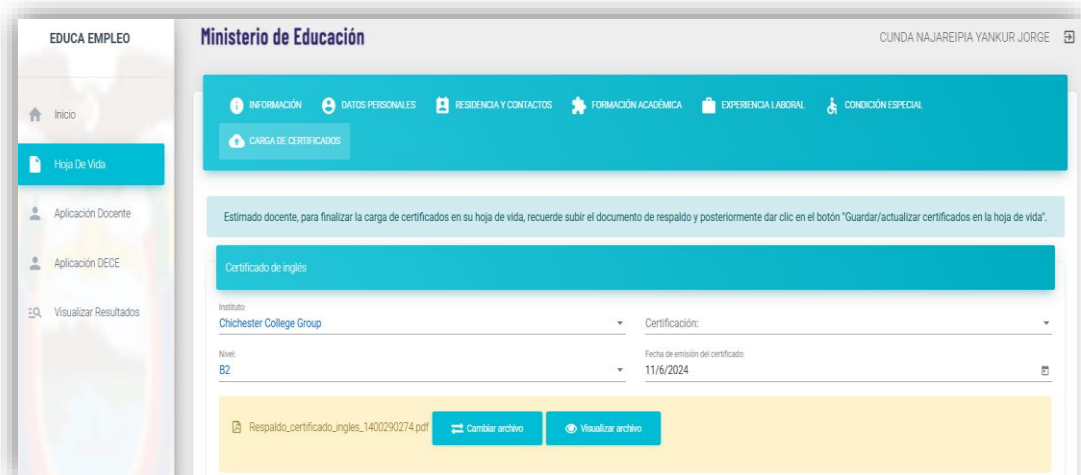 EDUCA EMPLEO
Inicio
Hoja De Vida
Aplicación Docente
Aplicación DECE
Visualizar Resultados
Ministerio de Educación
CUNDA NAJAREIPIA YANKUR JORGE
INFORMACIÓN
DATOS PERSONALES
RESIDENCIA Y CONTACTOS
FORMACIÓN ACADÉMICA
EXPERIENCIA LABORAL
CONDICIÓN ESPECIAL
CARGA DE CERTIFICADOS
Estimado docente, para finalizar la carga de certificados en su hoja de vida, recuerde subir el documento de respaldo y posteriormente dar clic en el botón "Guardar/actualizar certificados en la hoja de vida".
Certificado de inglés
Instituto:
Chichester College Group
Certificación:
Nivel:
B2
Fecha de emisión del certificado:
11/6/2024
Respaldo_certificado_ingles_1400290274.pdf
Cambiar archivo
Visualizar archivo